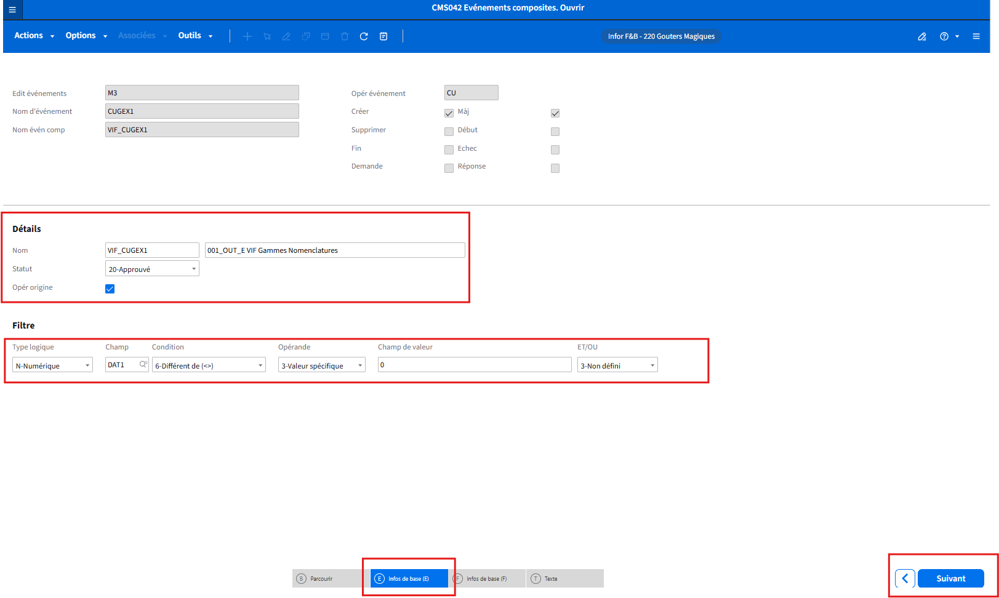 CMS042 Evénements composites. Ouvrir
Actions Options Associées Outils Infor F&B - 220 Gouters Magiques
Edit événements M3 Opér événement CU
Nom d'événement CUGEX1 Créer Màj
Nom évén comp VIF_CUGEX1 Supprimer Début
Fin Echec
Demande Réponse
Détails
Nom VIF_CUGEX1 001_OUT_E VIF Gammes Nomenclatures
Statut 20-Approuvé
Opér origine
Filtre
Type logique Champ Condition Opérande Champ de valeur ET/OU
N-Numérique DAT1 6-Différent de (<>) 3-Valeur spécifique 0 3-Non défini
B Parcourir E Infos de base (E) F Infos de base (F) T Texte Suivant